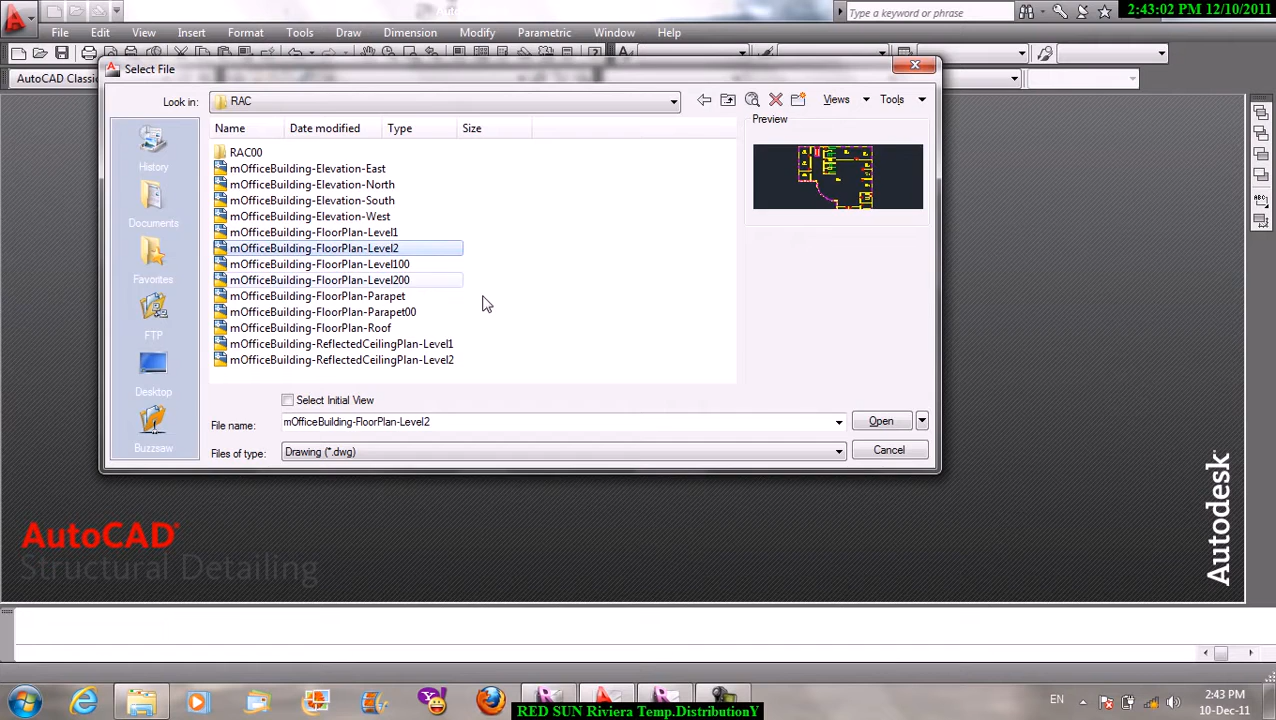 2:43:02 PM 12/10/2011
Type a keyword or phrase
File Edit View Insert Format Tools Draw Dimension Modify Parametric Window Help
AutoCAD Classic
Select File
Look in: RAC
Views Tools
Name Date modified Type Size
Preview
RAC00
mOfficeBuilding-Elevation-East
mOfficeBuilding-Elevation-North
mOfficeBuilding-Elevation-South
mOfficeBuilding-Elevation-West
mOfficeBuilding-FloorPlan-Level1
mOfficeBuilding-FloorPlan-Level2
mOfficeBuilding-FloorPlan-Level100
mOfficeBuilding-FloorPlan-Level200
mOfficeBuilding-FloorPlan-Parapet
mOfficeBuilding-FloorPlan-Parapet00
mOfficeBuilding-FloorPlan-Roof
mOfficeBuilding-ReflectedCeilingPlan-Level1
mOfficeBuilding-ReflectedCeilingPlan-Level2
History
Documents
Favorites
FTP
Desktop
Buzzsaw
Select Initial View
File name: mOfficeBuilding-FloorPlan-Level2 Open
Files of type: Drawing (*.dwg) Cancel
AutoCAD
Structural Detailing
Autodesk
EN
2:43 PM
10-Dec-11
RED SUN Riviera Temp.DistributionY